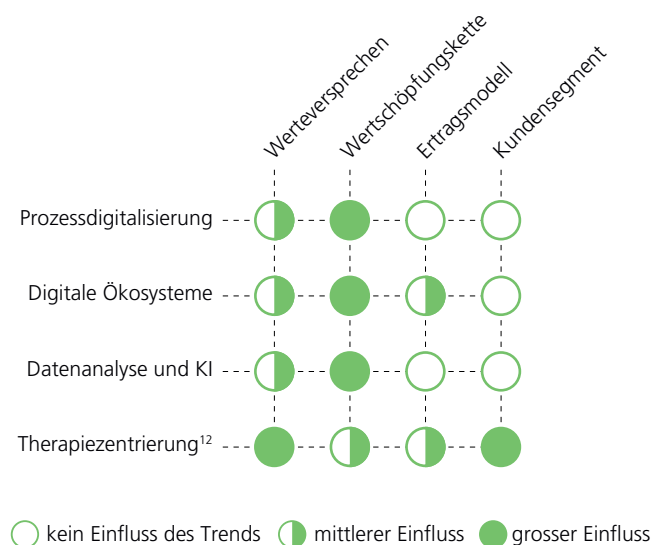 Werteversprechen
Wertschöpfungskette
Ertragsmodell
Kundensegment
Prozessdigitalisierung
Digitale Ökosysteme
Datenanalyse und KI
Therapiezentrierung¹²
kein Einfluss des Trends mittlerer Einfluss grosser Einfluss